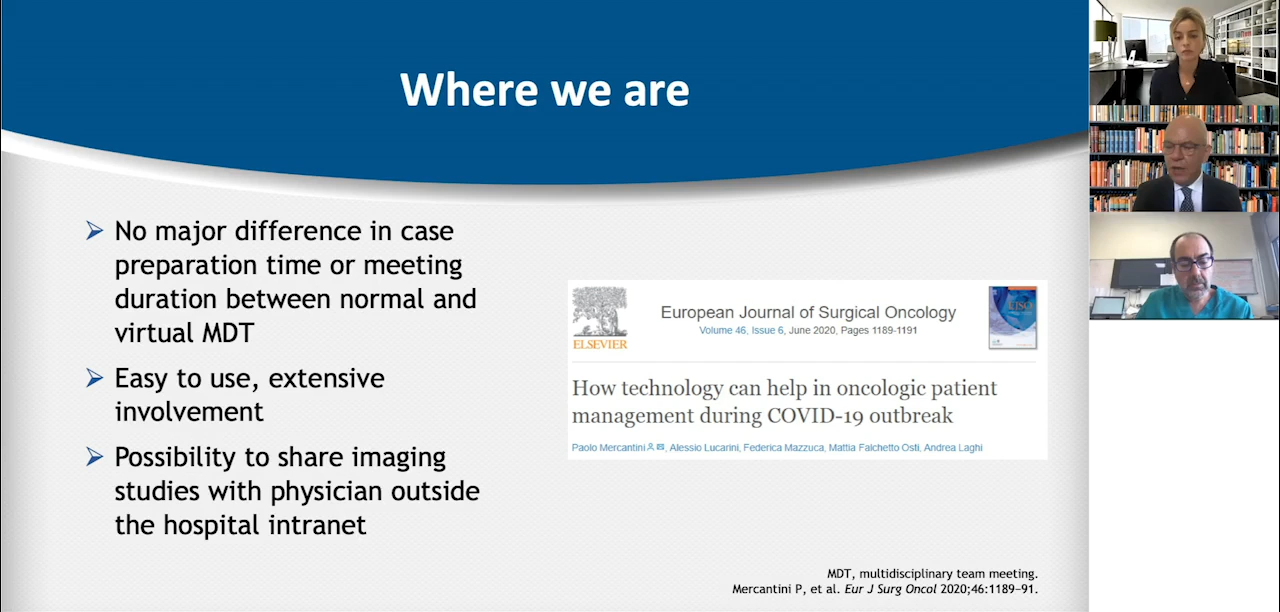 Where we are
No major difference in case
preparation time or meeting
duration between normal and
virtual MDT
Easy to use, extensive
involvement
Possibility to share imaging
studies with physician outside
the hospital intranet
ELSEVIER
European Journal of Surgical Oncology
Volume 46, Issue 6, June 2020, Pages 1189-1191
EJSO
How technology can help in oncologic patient
management during COVID-19 outbreak
Paolo Mercantini, Alessio Lucarini, Federica Mazzuca, Mattia Falchetto Osti, Andrea Laghi
MDT, multidisciplinary team meeting.
Mercantini P, et al. Eur J Surg Oncol 2020;46:1189–91.